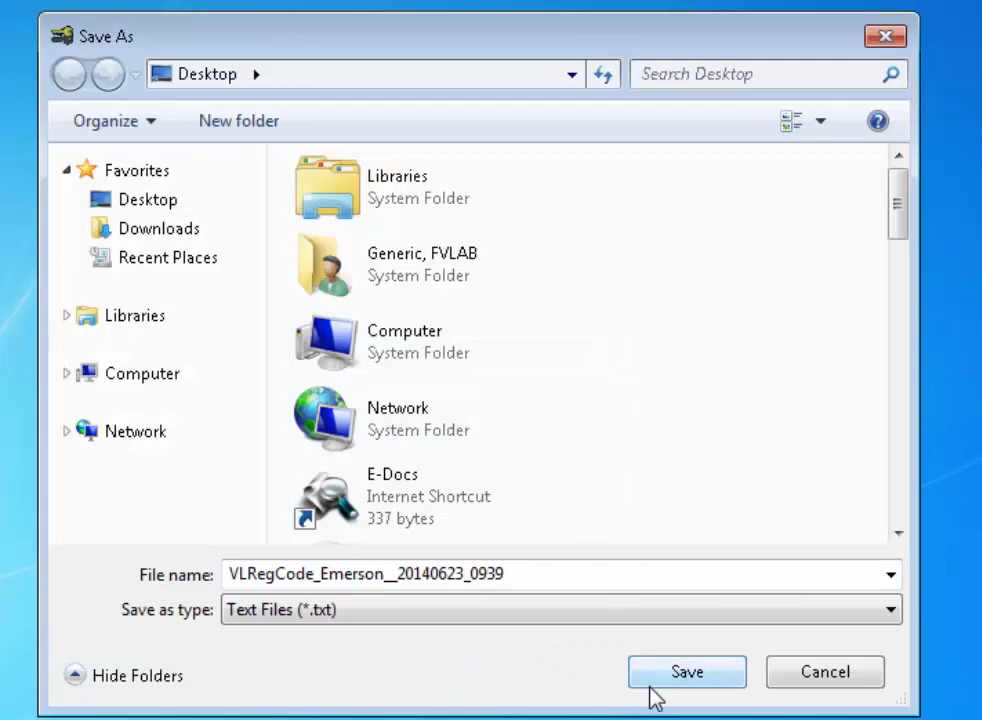 Save As
Desktop
Search Desktop
Organize
New folder
Favorites
Desktop
Downloads
Recent Places
Libraries
Computer
Network
Libraries
System Folder
Generic, FVLAB
System Folder
Computer
System Folder
Network
System Folder
E-Docs
Internet Shortcut
337 bytes
File name: VLRegCode_Emerson__20140623_0939
Save as type: Text Files (*.txt)
Hide Folders
Save
Cancel